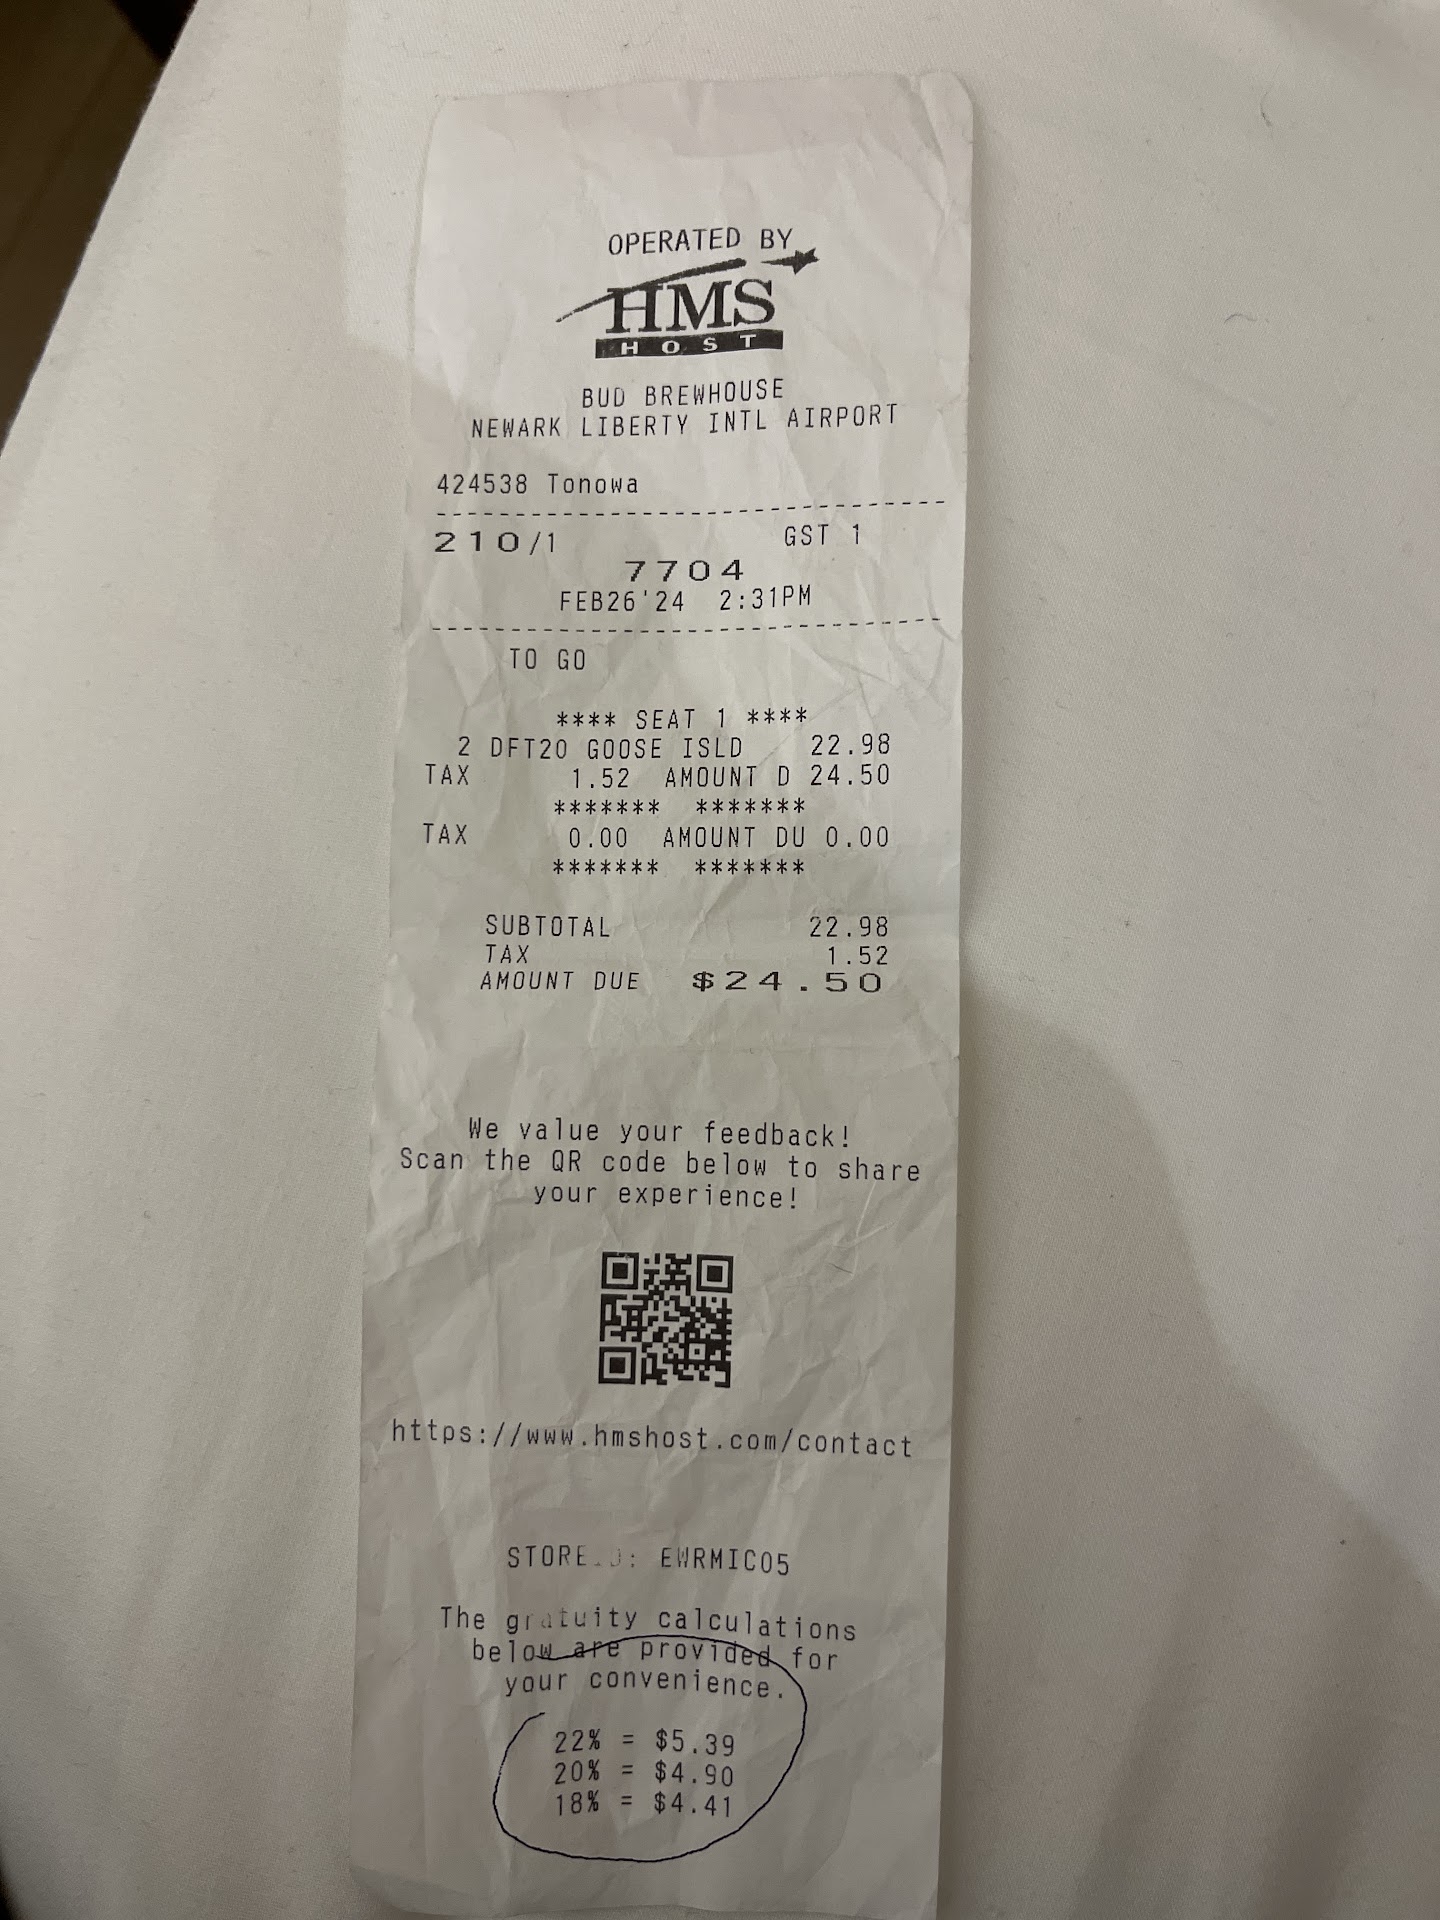 OPERATED BY
HMS
HOST
BUD BREWHOUSE
NEWARK LIBERTY INTL AIRPORT
424538 Tonowa
--------------------------------
210/1 GST 1
7704
FEB26'24 2:31PM
--------------------------------
TO GO
**** SEAT 1 ****
2 DFT20 GOOSE ISLD 22.98
TAX 1.52 AMOUNT D 24.50
******* *******
TAX 0.00 AMOUNT DU 0.00
******* *******
SUBTOTAL 22.98
TAX 1.52
AMOUNT DUE $24.50
We value your feedback!
Scan the QR code below to share
your experience!
https://www.hmshost.com/contact
STORE ID: EWRMIC05
The gratuity calculations
below are provided for
your convenience.
22% = $5.39
20% = $4.90
18% = $4.41